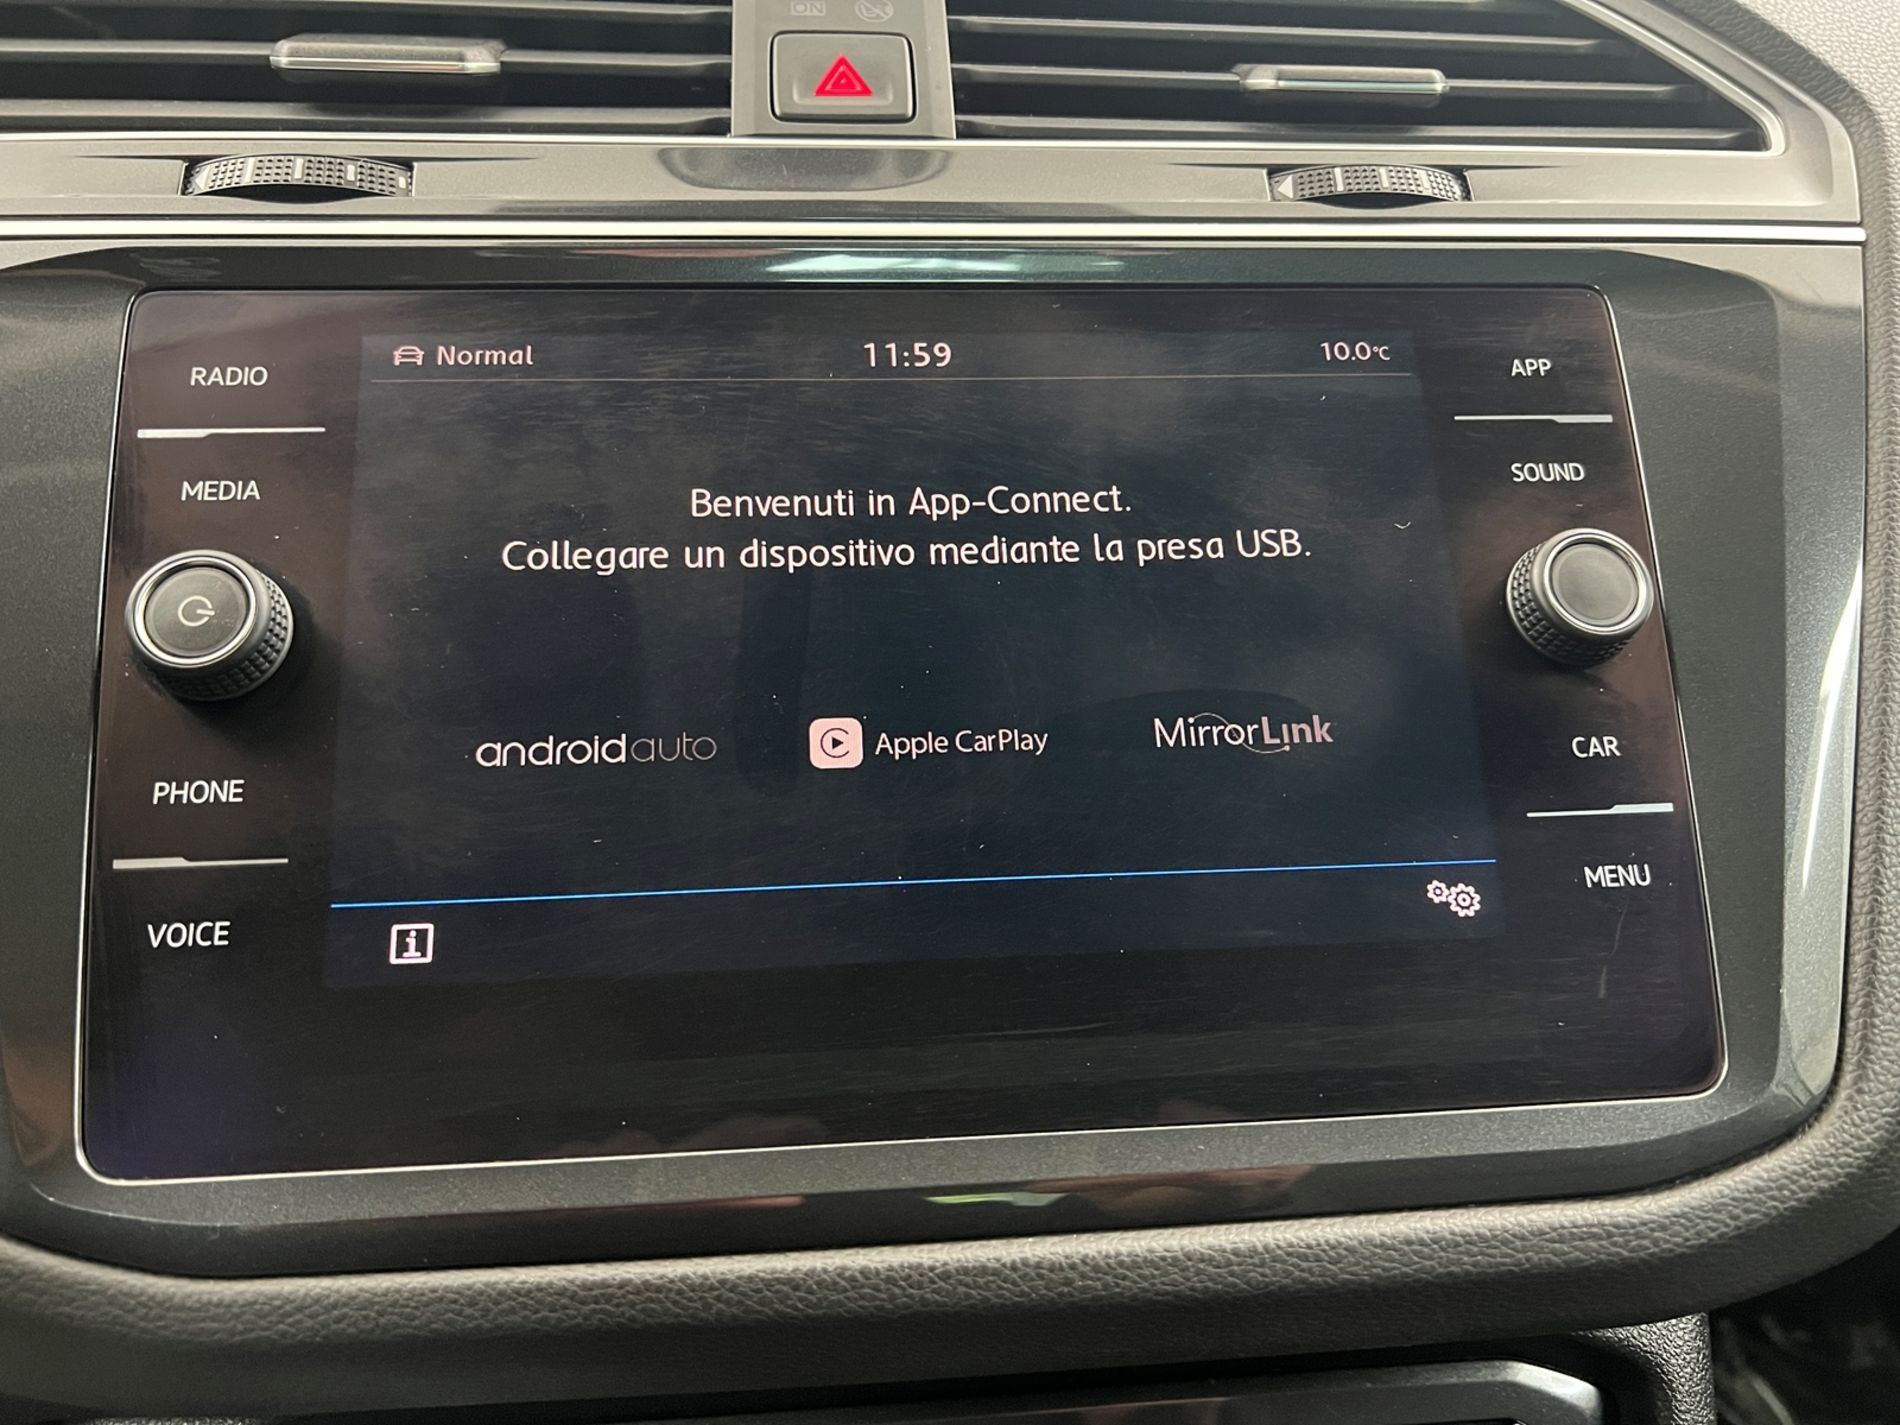 ON
RADIO
MEDIA
PHONE
VOICE
Normal
11:59
10.0°C
Benvenuti in App-Connect.
Collegare un dispositivo mediante la presa USB.
androidauto
Apple CarPlay
MirrorLink
i
APP
SOUND
CAR
MENU